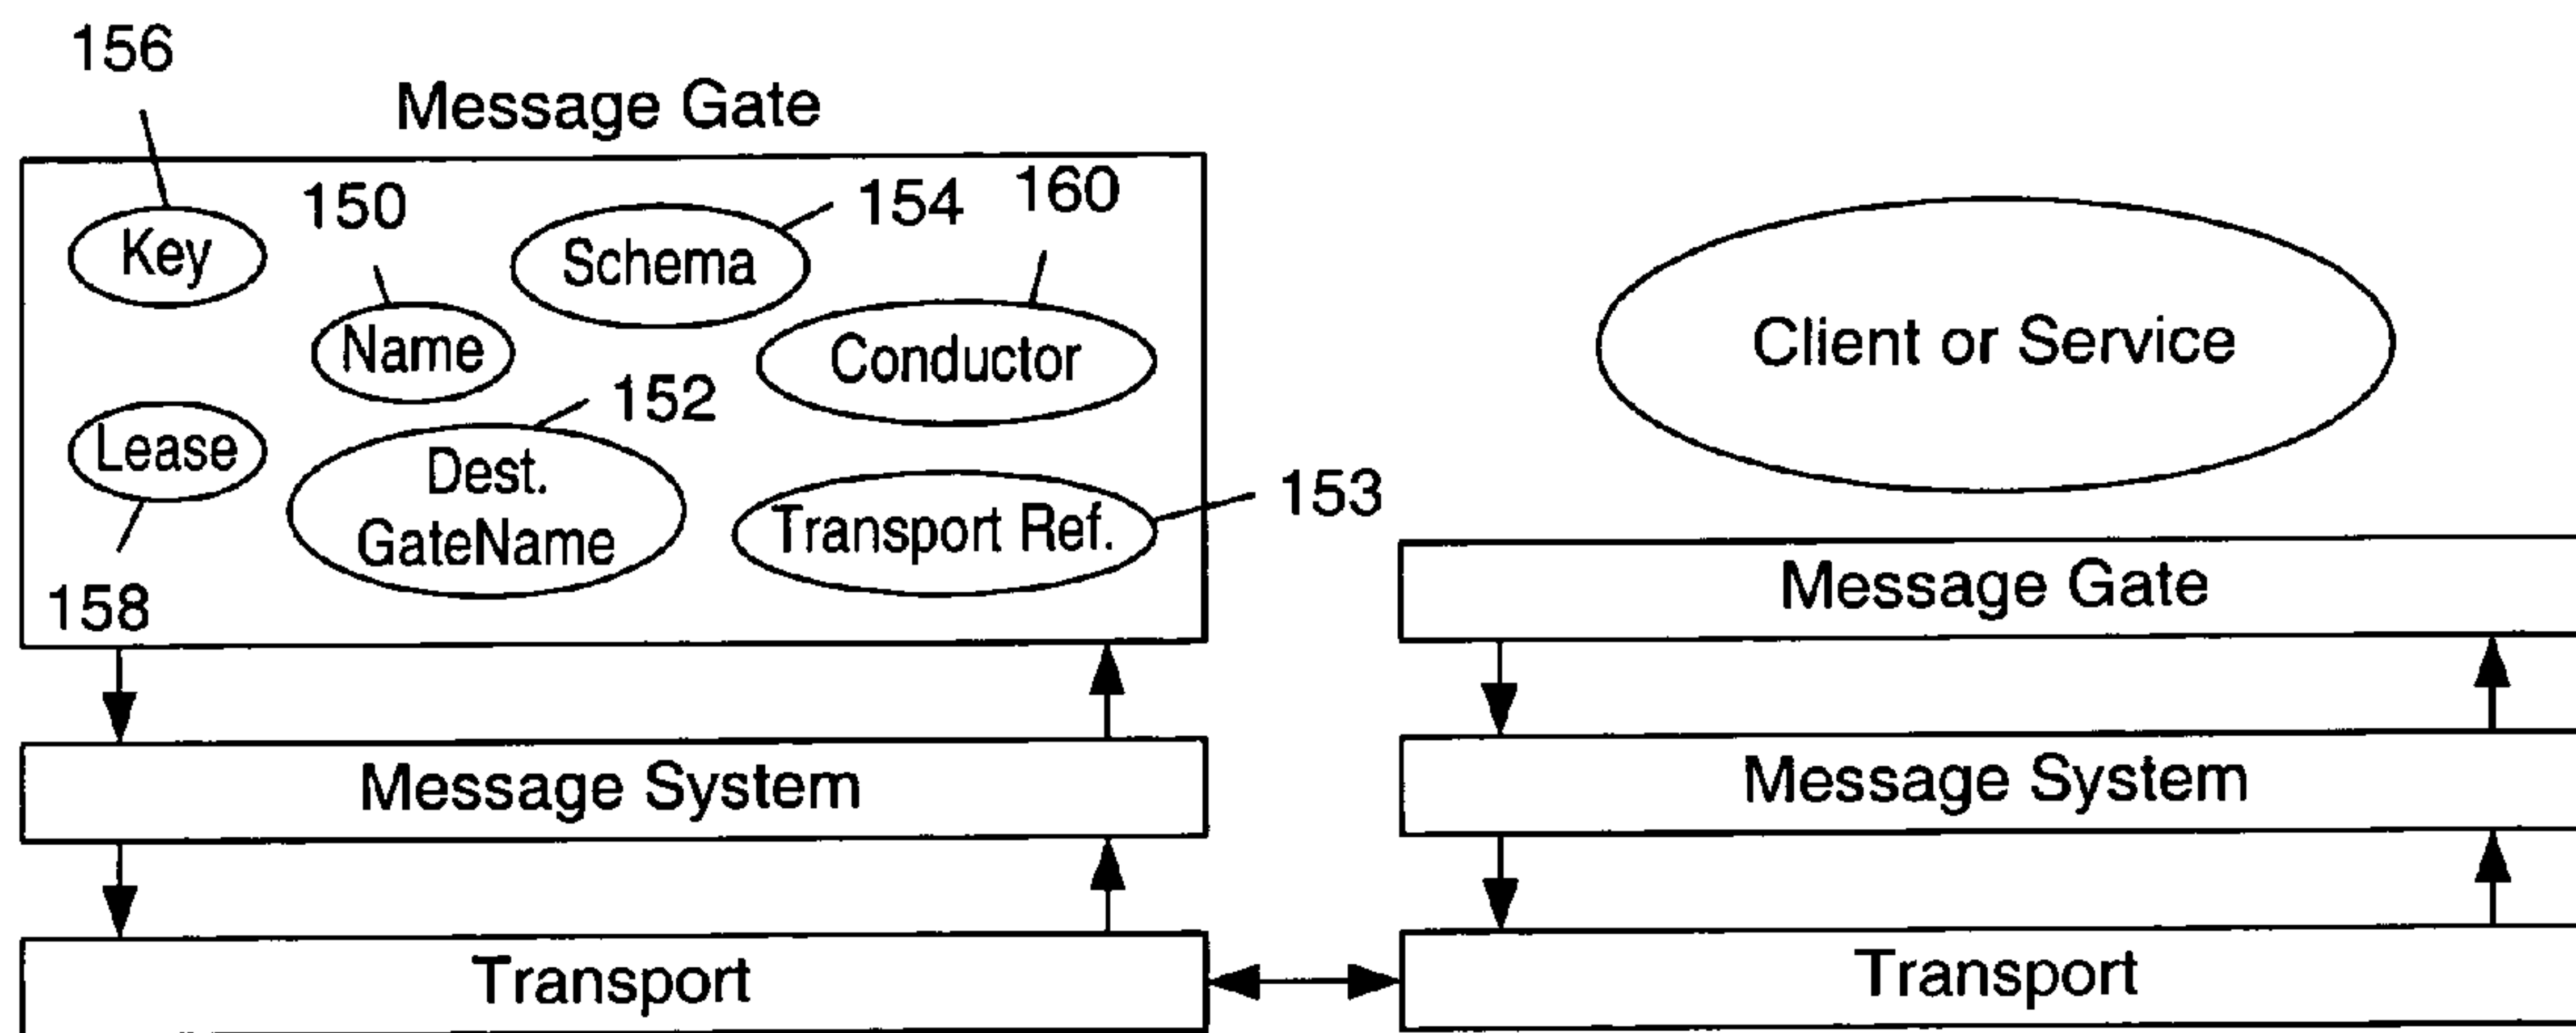 156
Message Gate
150
154
160
Key
Schema
Name
Conductor
152
Lease
Dest.
GateName
Transport Ref.
153
158
Client or Service
Message Gate
Message System
Message System
Transport
Transport